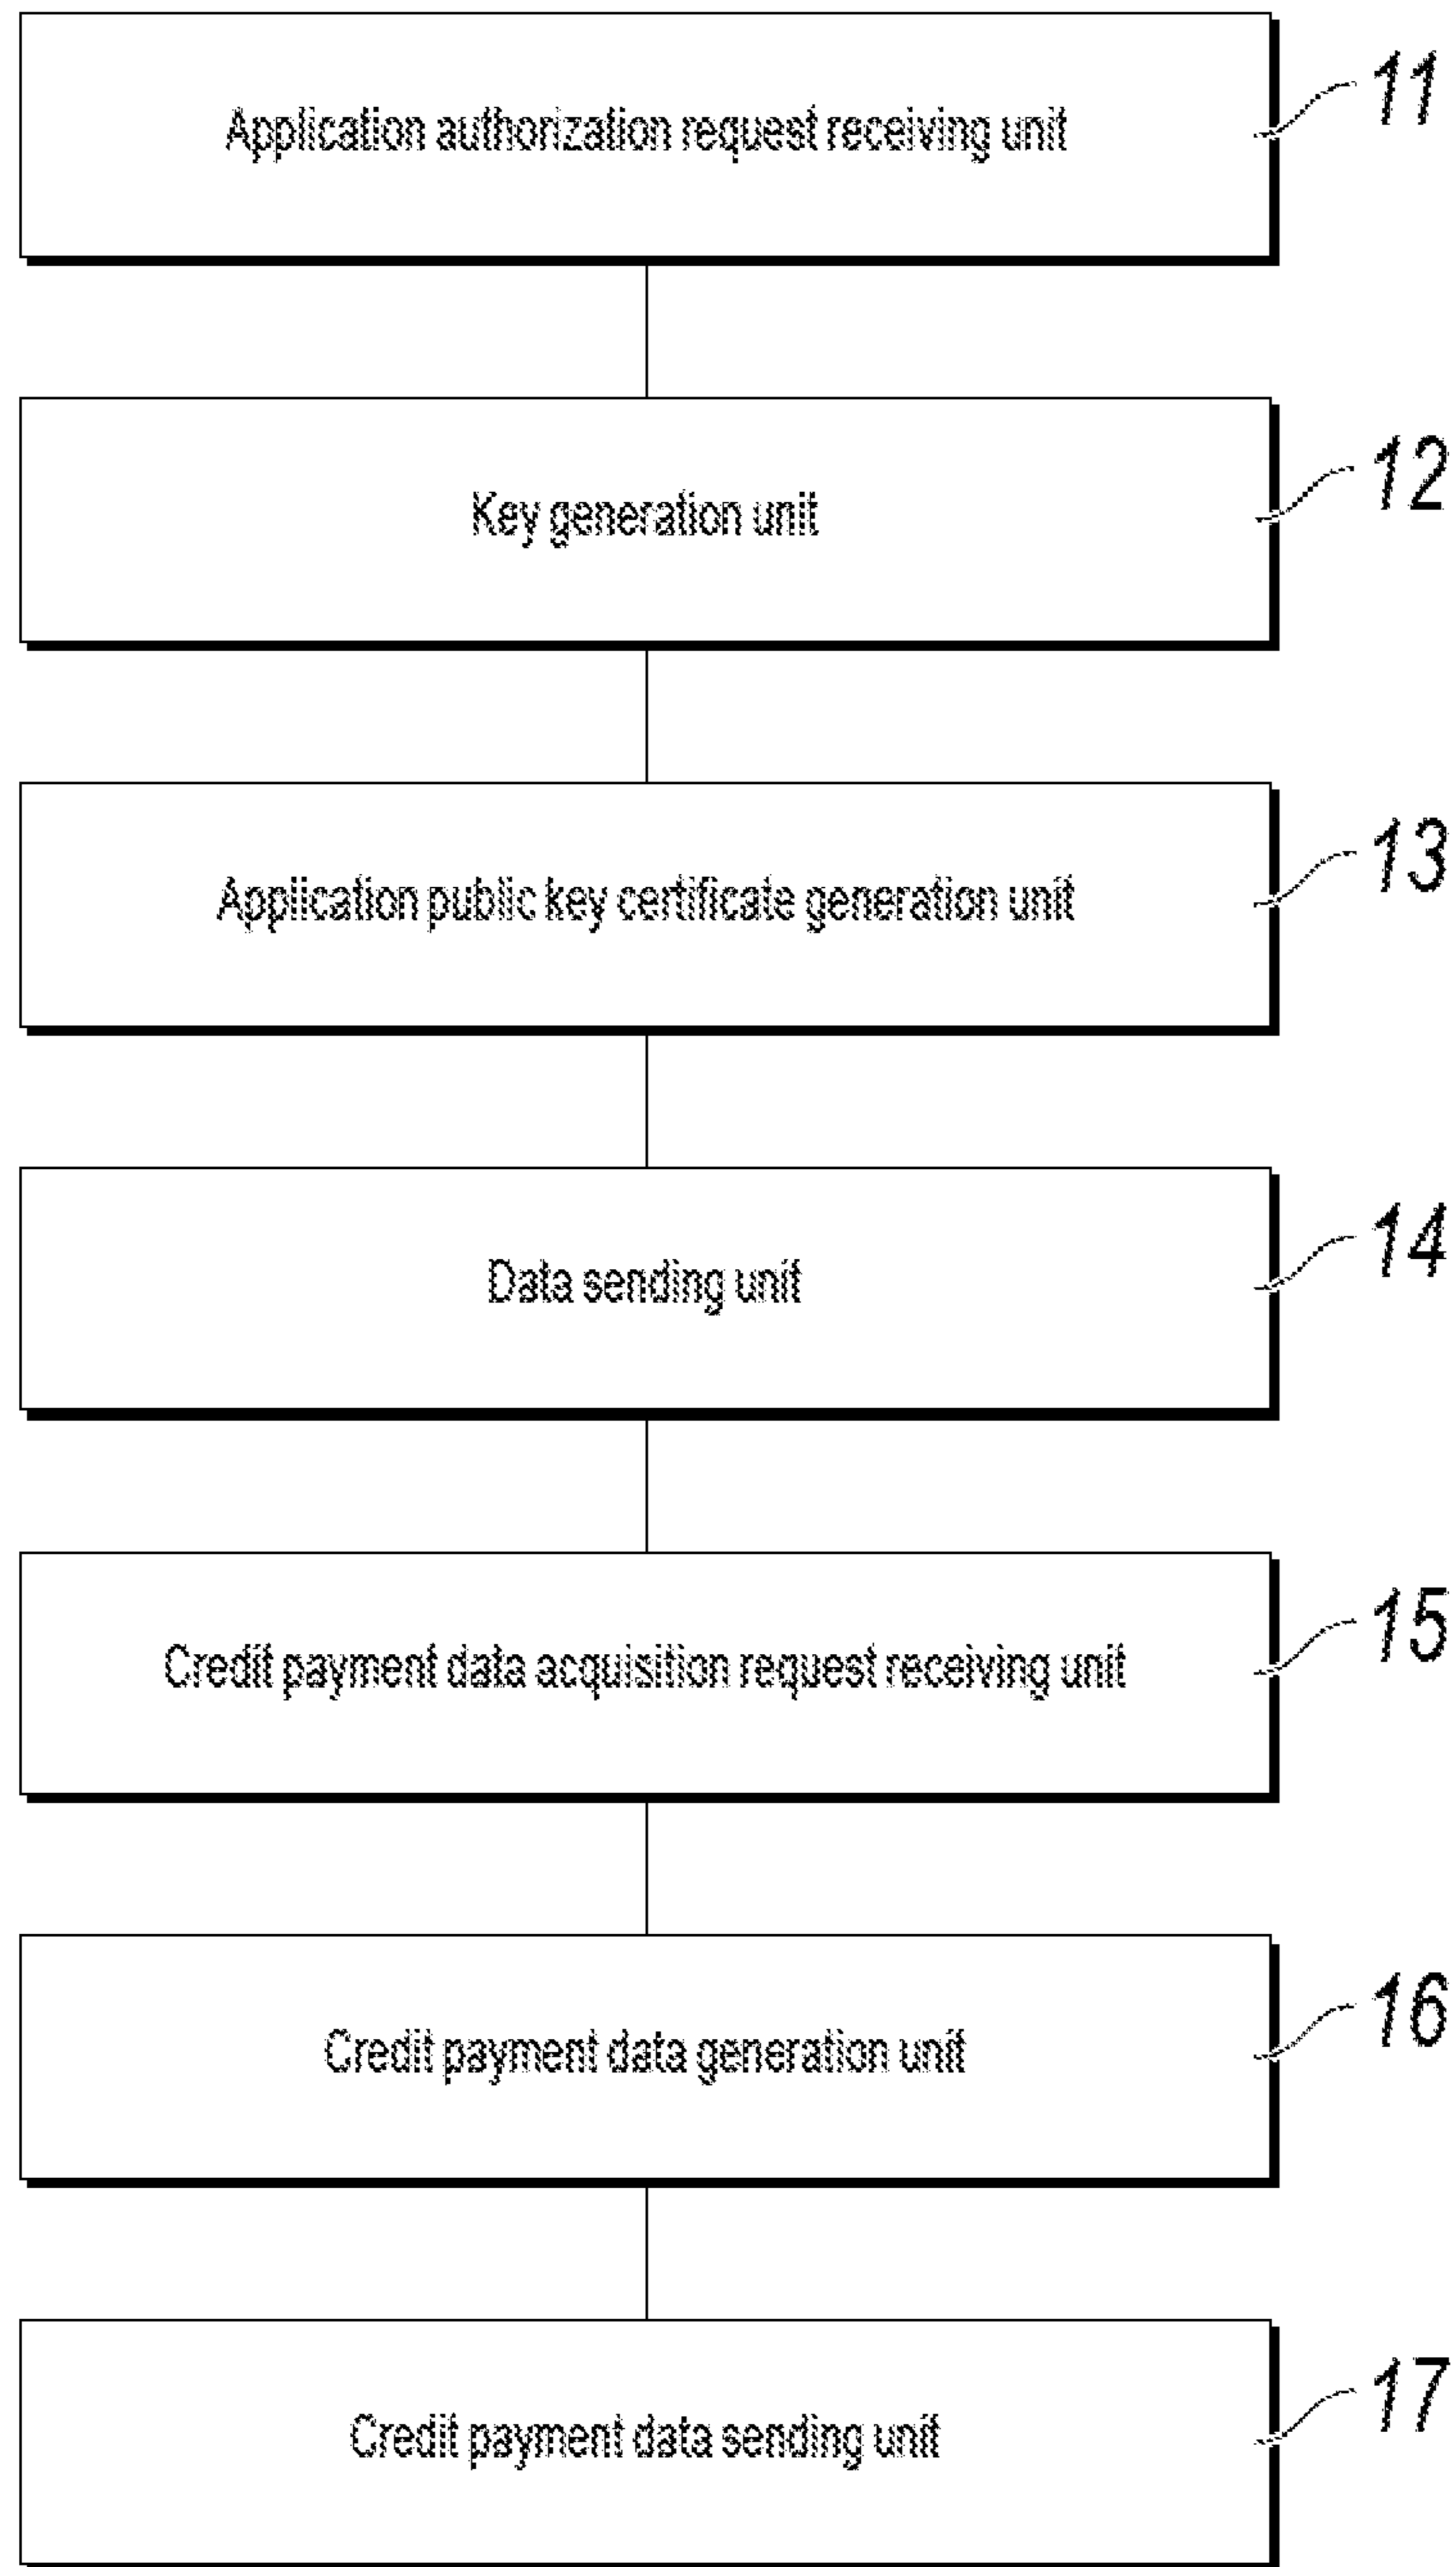 Application authorization request receiving unit
11
Key generation unit
12
Application public key certificate generation unit
13
Data sending unit
14
Credit payment data acquisition request receiving unit
15
Credit payment data generation unit
16
Credit payment data sending unit
17